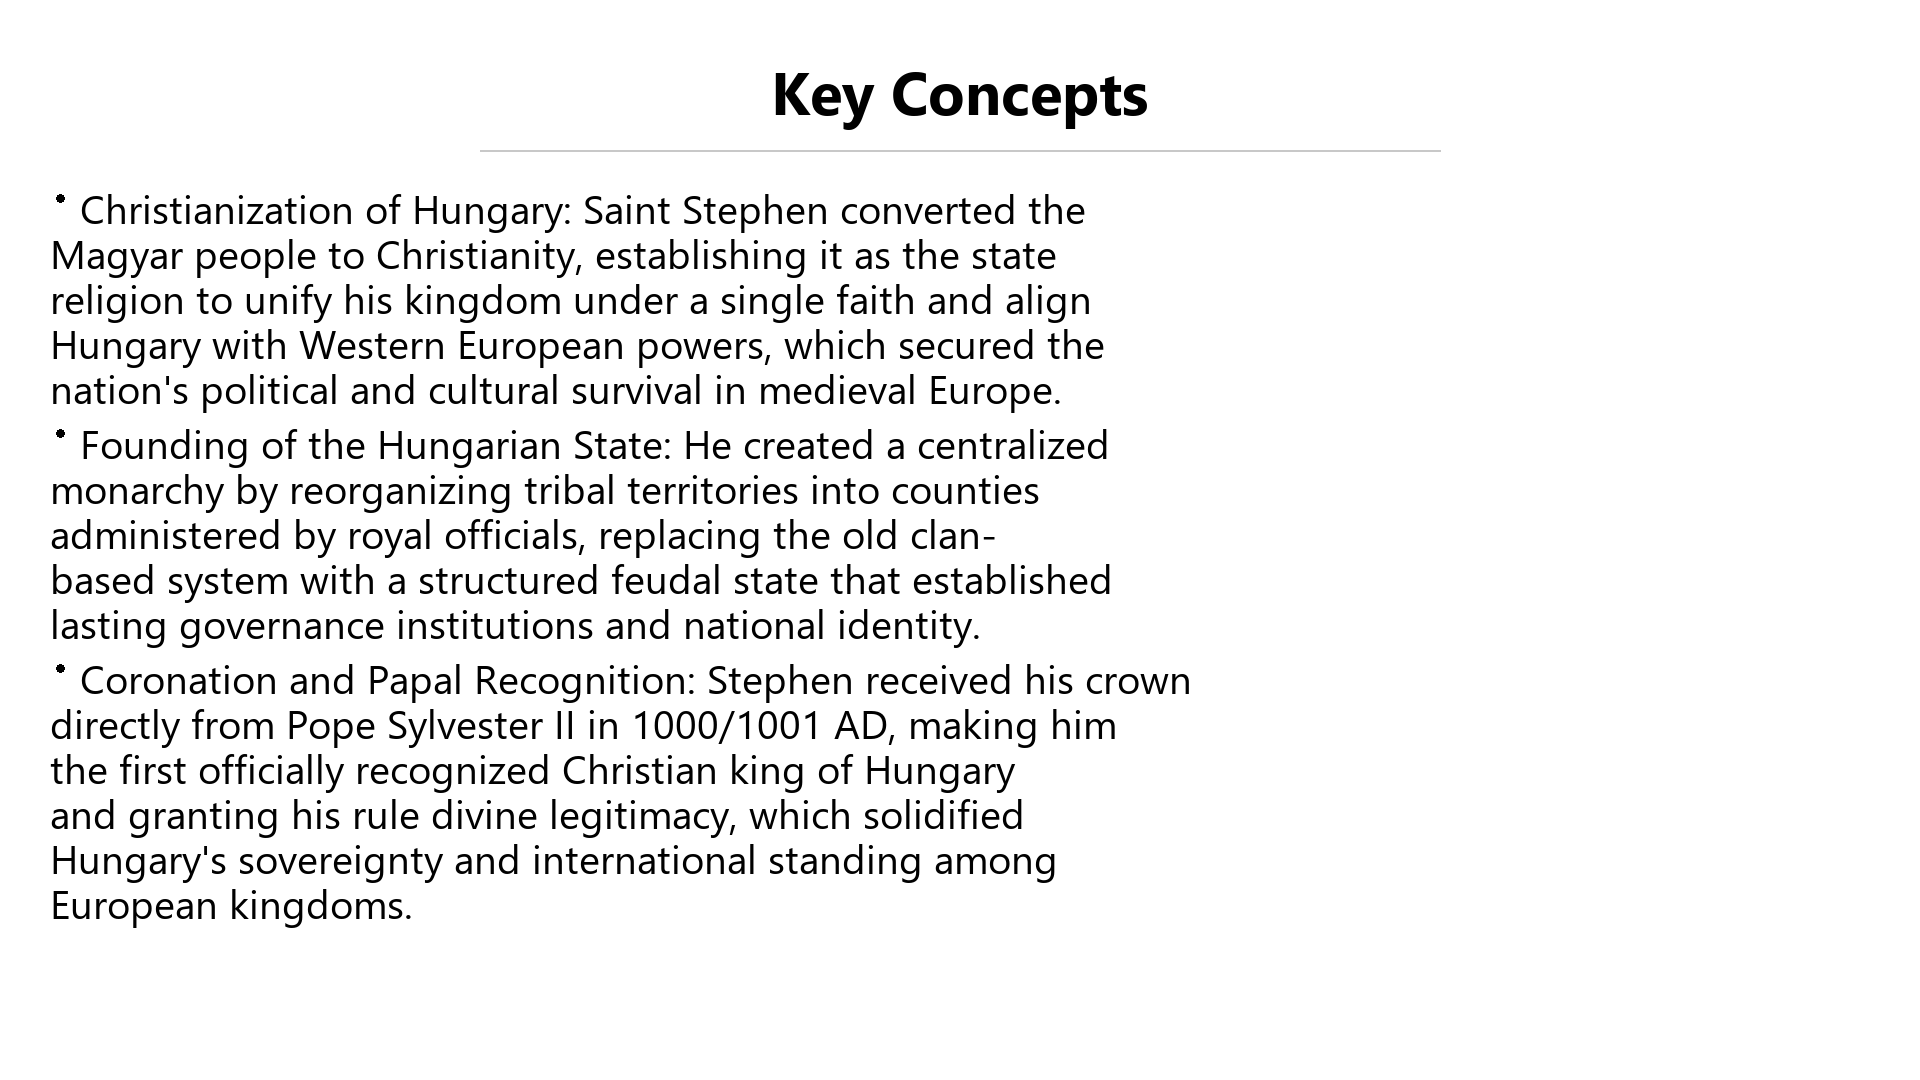 Key Concepts
• Christianization of Hungary: Saint Stephen converted the
Magyar people to Christianity, establishing it as the state
religion to unify his kingdom under a single faith and align
Hungary with Western European powers, which secured the
nation's political and cultural survival in medieval Europe.
• Founding of the Hungarian State: He created a centralized
monarchy by reorganizing tribal territories into counties
administered by royal officials, replacing the old clan-
based system with a structured feudal state that established
lasting governance institutions and national identity.
• Coronation and Papal Recognition: Stephen received his crown
directly from Pope Sylvester II in 1000/1001 AD, making him
the first officially recognized Christian king of Hungary
and granting his rule divine legitimacy, which solidified
Hungary's sovereignty and international standing among
European kingdoms.